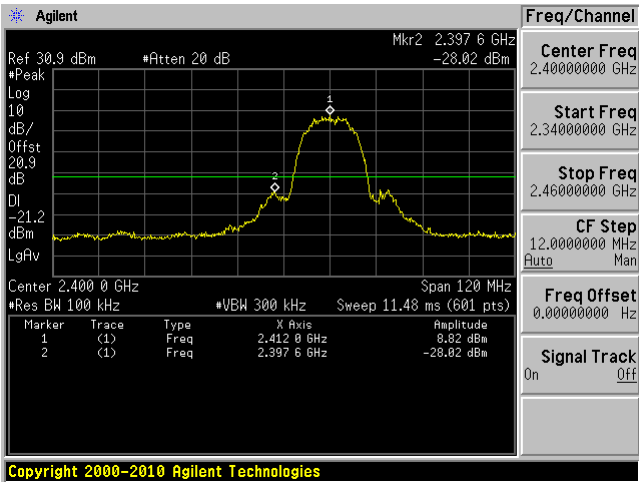 Agilent
Freq/Channel
Mkr2 2.397 6 GHz
Ref 30.9 dBm #Atten 20 dB -28.02 dBm
#Peak
Log
10
dB/
Offst
20.9
dB
DI
-21.2
dBm
LgAv
1
2
Center 2.400 0 GHz Span 120 MHz
#Res BW 100 kHz #VBW 300 kHz Sweep 11.48 ms (601 pts)
Marker Trace Type X Axis Amplitude
1 (1) Freq 2.412 0 GHz 8.82 dBm
2 (1) Freq 2.397 6 GHz -28.02 dBm
Center Freq
2.40000000 GHz
Start Freq
2.34000000 GHz
Stop Freq
2.46000000 GHz
CF Step
12.0000000 MHz
Auto Man
Freq Offset
0.00000000 Hz
Signal Track
On Off
Copyright 2000-2010 Agilent Technologies